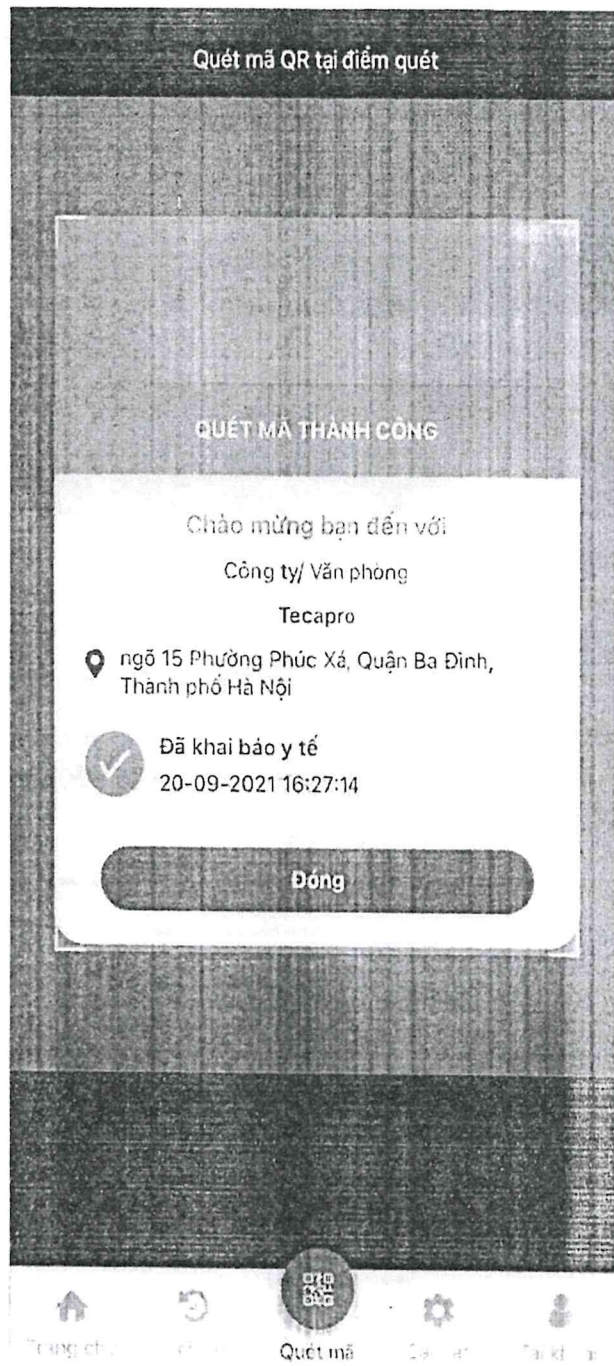 Quét mã QR tại điểm quét
QUÉT MÃ THÀNH CÔNG
Chào mừng bạn đến với
Công ty/ Văn phòng
Tecapro
ngõ 15 Phường Phúc Xá, Quận Ba Đình,
Thành phố Hà Nội
Đã khai báo y tế
20-09-2021 16:27:14
Đóng
Quét mã